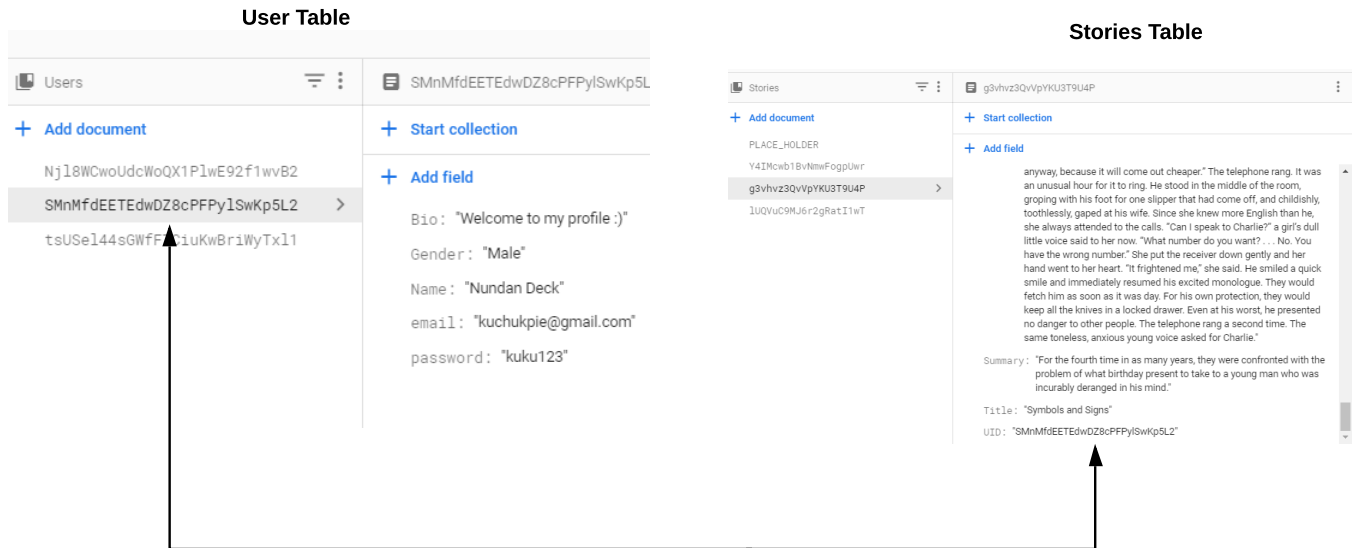 User Table
Users
Add document
Njl8WCwoUdcWoQX1PlwE92f1wvB2
SMnMfdEETEdwDZ8cPFPylSwKp5L2
SMnMfdEETEdwDZ8cPFPylSwKp5L
Start collection
Add field
Bio: "Welcome to my profile :)"
Gender: "Male"
Name: "Nundan Deck"
email: "kuchukpie@gmail.com"
password: "kuku123"
Stories Table
Stories
Add document
PLACE_HOLDER
Y4IMcwb1BvNmwFogpUwr
g3vhvz3QvVpYKU3T9U4P
lUQVuC9MJ6r2gRatI1wT
g3vhvz3QvVpYKU3T9U4P
Start collection
Add field
anyway, because it will come out cheaper." The telephone rang. It was
an unusual hour for it to ring. He stood in the middle of the room,
groping with his foot for one slipper that had come off, and childishly,
toothlessly, gaped at his wife. Since she knew more English than he,
she always attended to the calls. "Can I speak to Charlie?" a girl's dull
little voice said to her now. "What number do you want? . . . No. You
have the wrong number." She put the receiver down gently and her
hand went to her heart. "It frightened me," she said. He smiled a quick
smile and immediately resumed his excited monologue. They would
fetch him as soon as it was day. For his own protection, they would
keep all the knives in a locked drawer. Even at his worst, he presented
no danger to other people. The telephone rang a second time. The
same toneless, anxious young voice asked for Charlie."
Summary: "For the fourth time in as many years, they were confronted with the
problem of what birthday present to take to a young man who was
incurably deranged in his mind."
Title: "Symbols and Signs"
UID: "SMnMfdEETEdwDZ8cPFPylSwKp5L2"